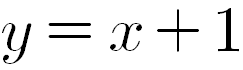 y = x + 1